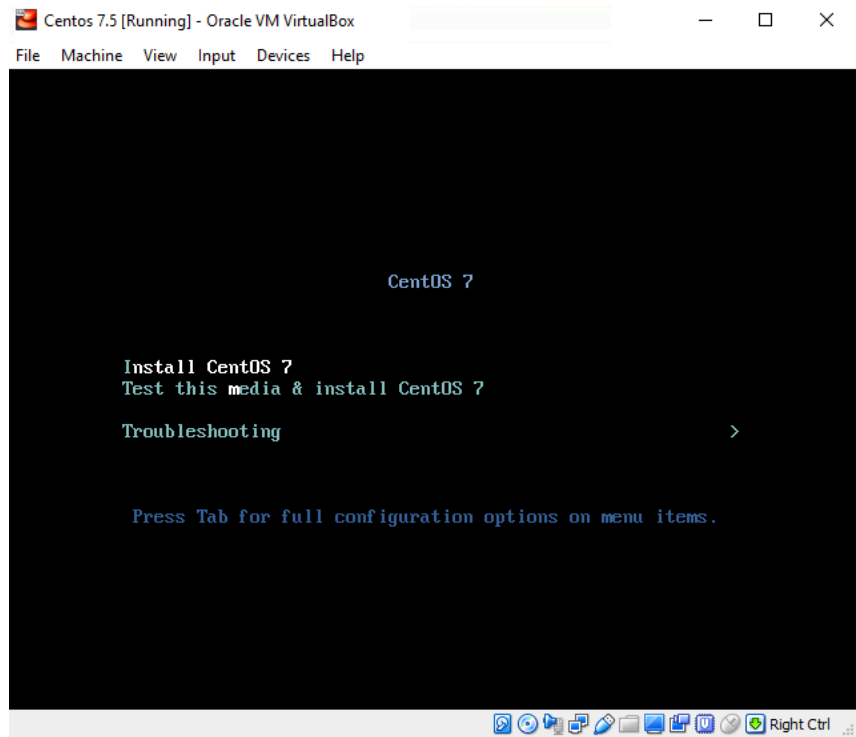 Centos 7.5 [Running] - Oracle VM VirtualBox
File Machine View Input Devices Help
CentOS 7
Install CentOS 7
Test this media & install CentOS 7
Troubleshooting >
Press Tab for full configuration options on menu items.
Right Ctrl